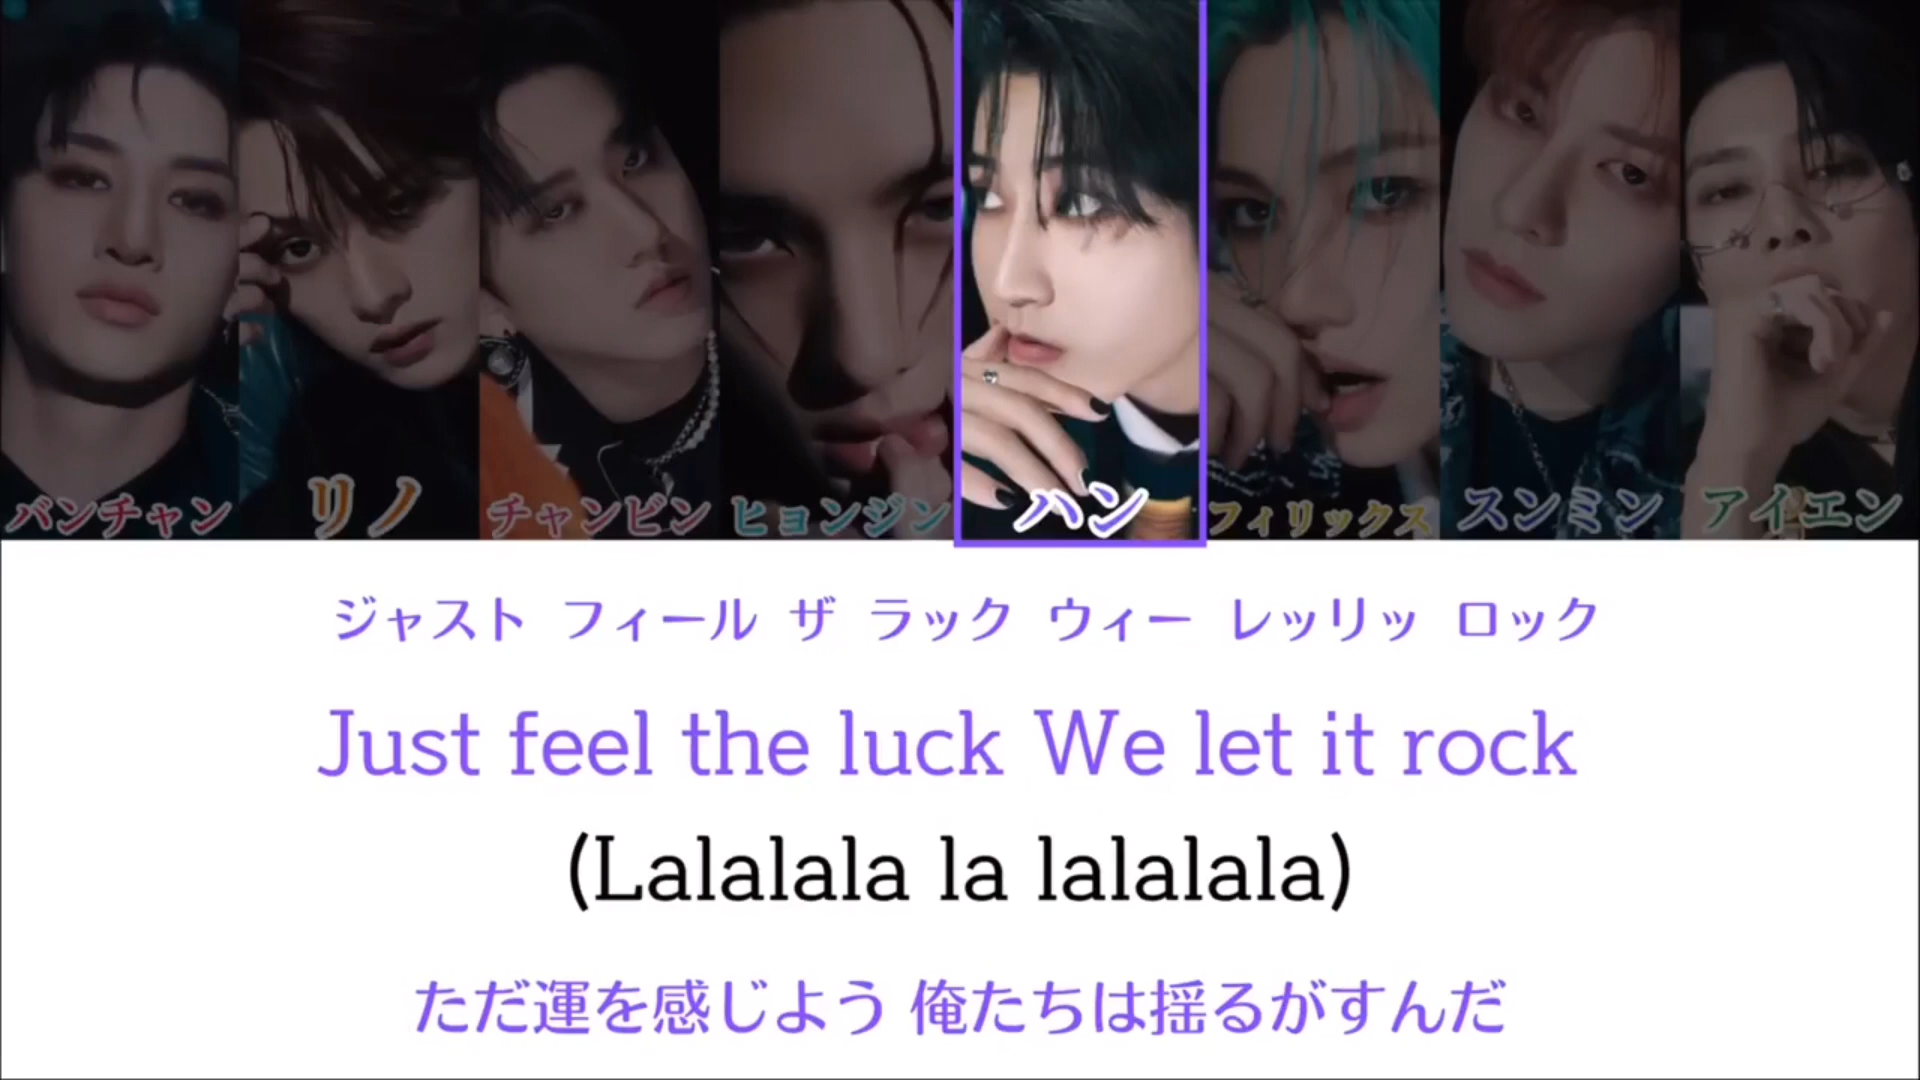 バンチャン リノ チャンビン ヒョンジン ハン フィリックス スンミン アイエン
ジャスト フィール ザ ラック ウィー レッリッ ロック
Just feel the luck We let it rock
(Lalalala la lalalala)
ただ運を感じよう 俺たちは揺るがすんだ